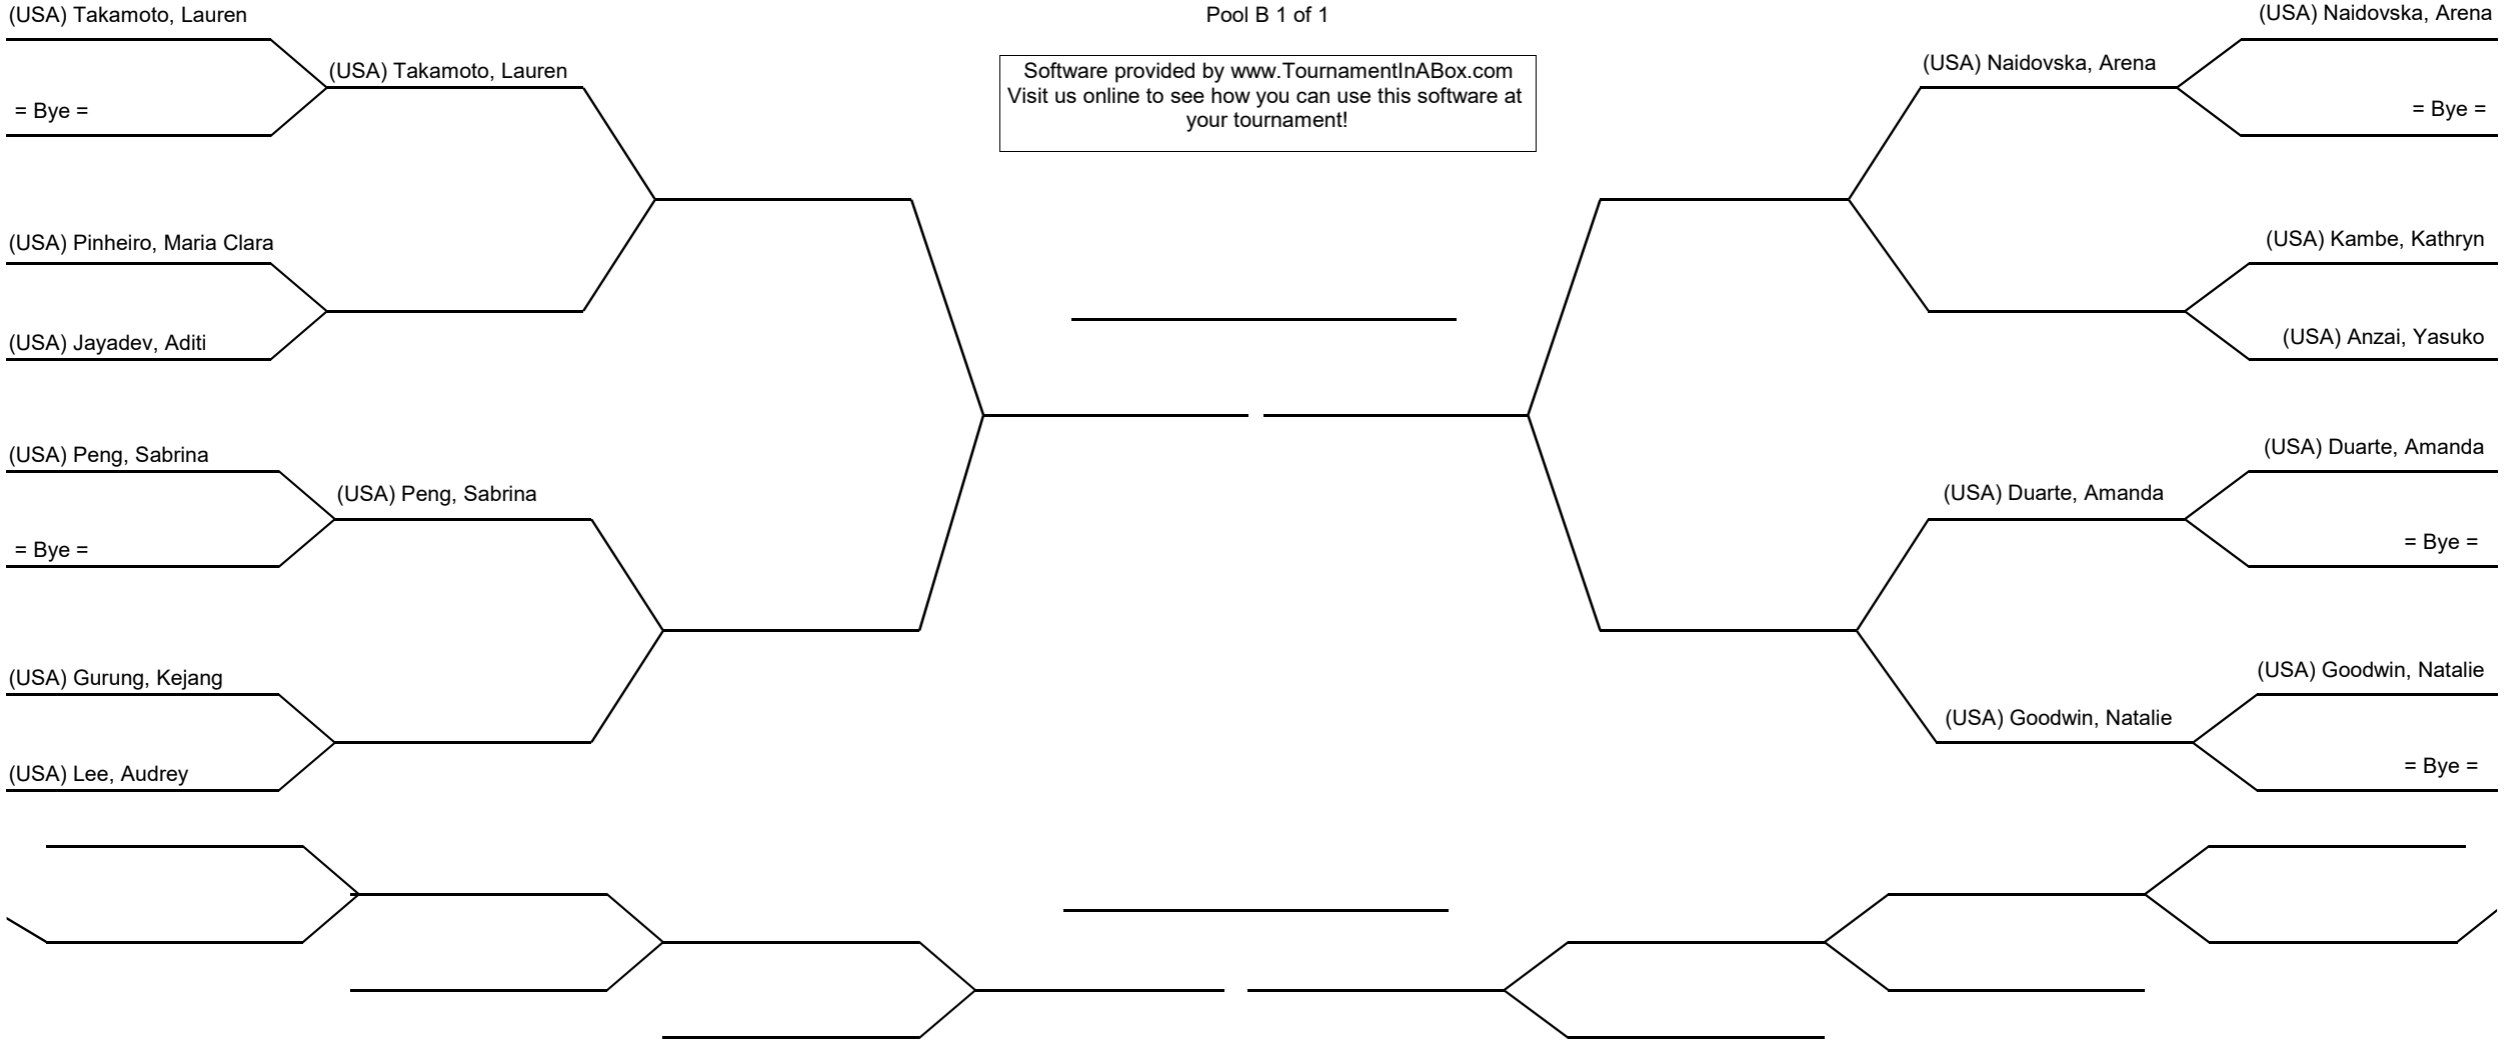 (USA) Takamoto, Lauren
(USA) Takamoto, Lauren
= Bye =
(USA) Pinheiro, Maria Clara
(USA) Jayadev, Aditi
(USA) Peng, Sabrina
(USA) Peng, Sabrina
= Bye =
(USA) Gurung, Kejang
(USA) Lee, Audrey
Pool B 1 of 1
Software provided by www.TournamentInABox.com
Visit us online to see how you can use this software at
your tournament!
(USA) Naidovska, Arena
(USA) Naidovska, Arena
= Bye =
(USA) Kambe, Kathryn
(USA) Anzai, Yasuko
(USA) Duarte, Amanda
(USA) Duarte, Amanda
= Bye =
(USA) Goodwin, Natalie
(USA) Goodwin, Natalie
= Bye =